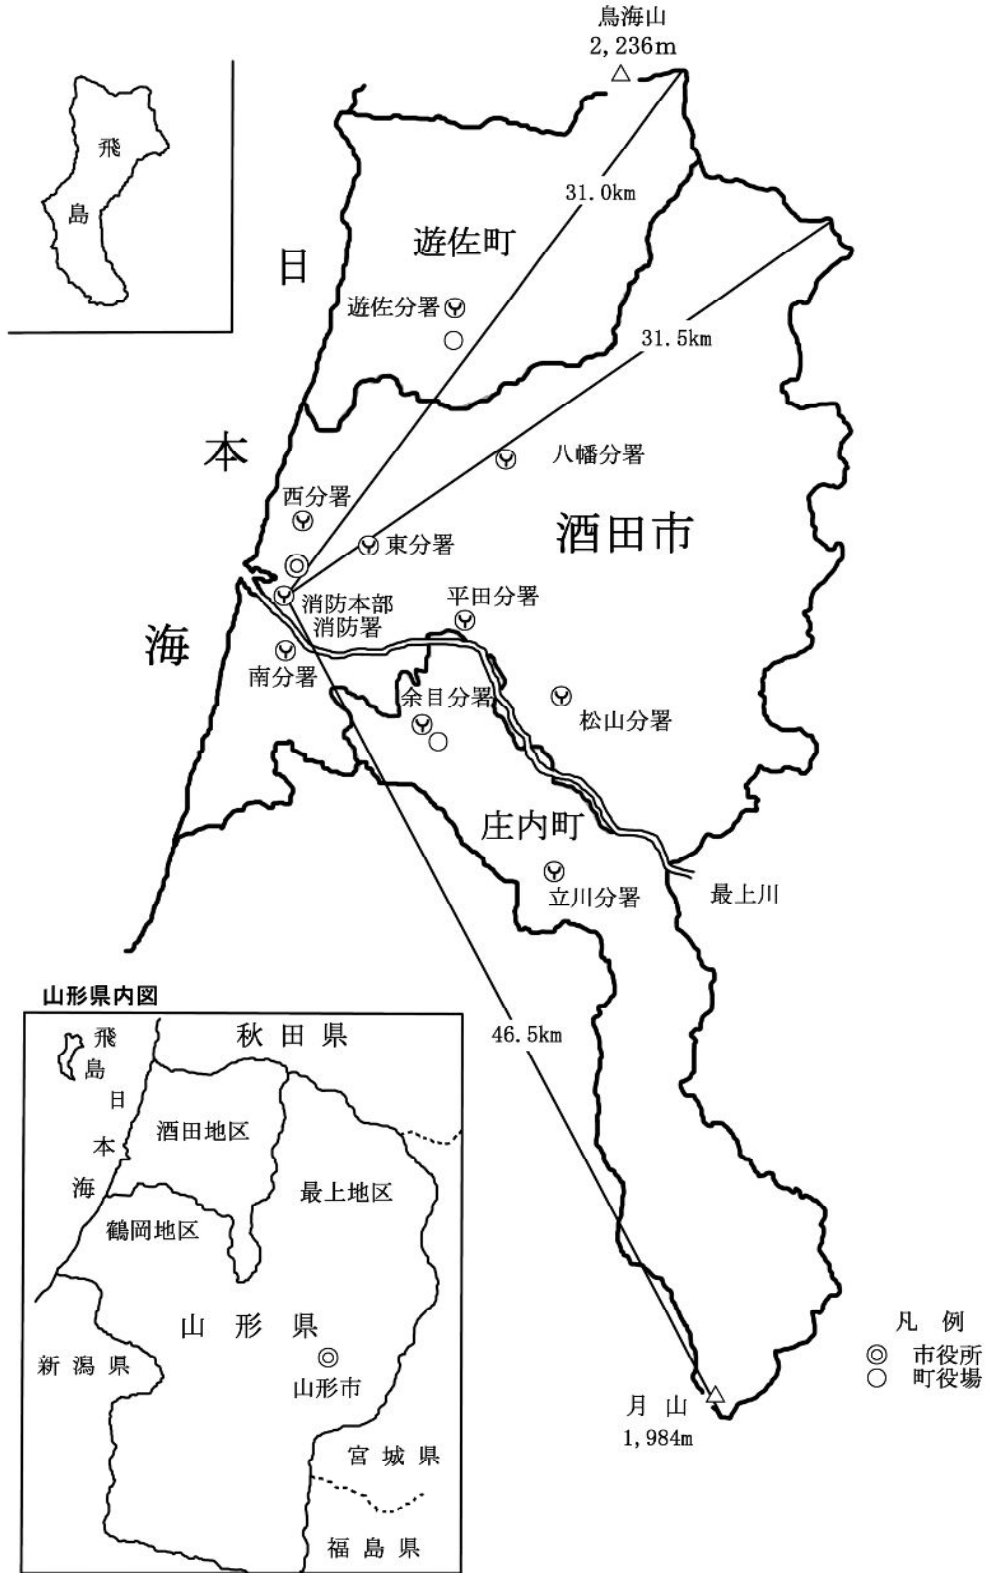 鳥海山
2,236m
飛
島
31.0km
遊佐町
日
遊佐分署
31.5km
本
八幡分署
西分署
酒田市
東分署
平田分署
消防本部
消防署
海
南分署
余目分署
松山分署
庄内町
立川分署
最上川
46.5km
月山
1,984m
凡例
◎ 市役所
○ 町役場
山形県内図
飛
島
秋田県
日
本
海
酒田地区
最上地区
鶴岡地区
山形県
新潟県
山形市
宮城県
福島県